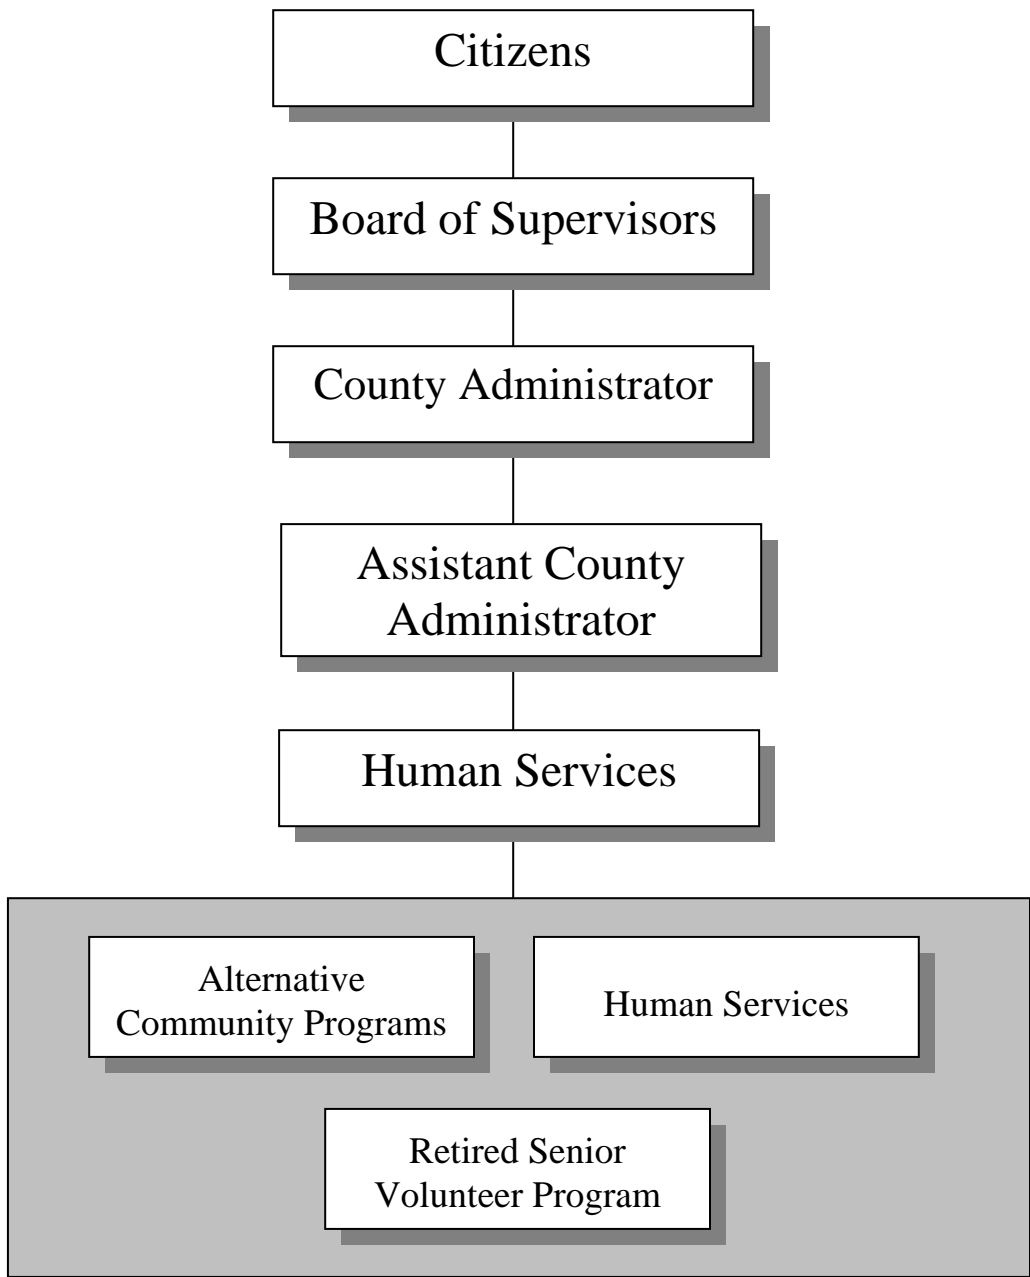 Citizens
Board of Supervisors
County Administrator
Assistant County
Administrator
Human Services
Alternative
Community Programs
Human Services
Retired Senior
Volunteer Program